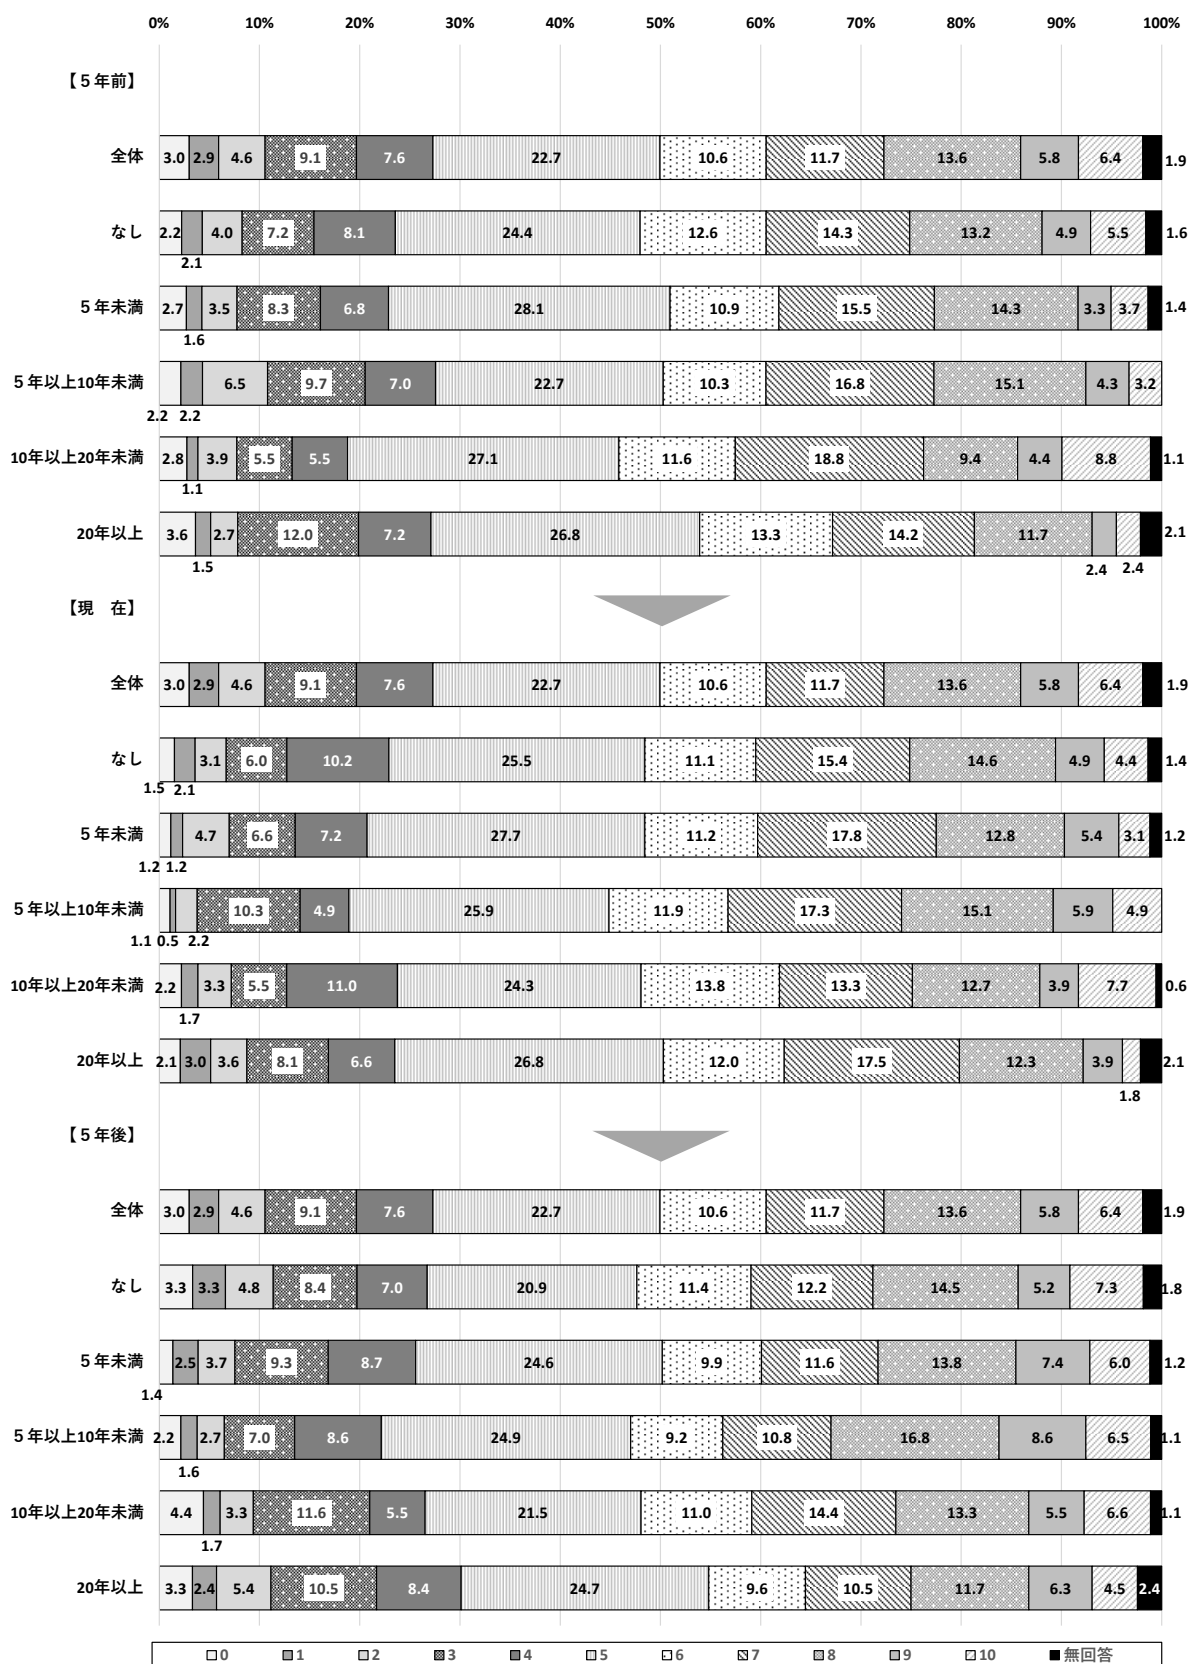 0% 10% 20% 30% 40% 50% 60% 70% 80% 90% 100%
【５年前】
全体 3.0 2.9 4.6 9.1 7.6 22.7 10.6 11.7 13.6 5.8 6.4 1.9
なし 2.2 4.0 7.2 8.1 24.4 12.6 14.3 13.2 4.9 5.5 1.6
2.1
５年未満 2.7 3.5 8.3 6.8 28.1 10.9 15.5 14.3 3.3 3.7 1.4
1.6
５年以上10年未満 6.5 9.7 7.0 22.7 10.3 16.8 15.1 4.3 3.2
2.2 2.2
10年以上20年未満 2.8 3.9 5.5 5.5 27.1 11.6 18.8 9.4 4.4 8.8 1.1
1.1
20年以上 3.6 2.7 12.0 7.2 26.8 13.3 14.2 11.7 2.1
1.5 2.4 2.4
【現　在】
全体 3.0 2.9 4.6 9.1 7.6 22.7 10.6 11.7 13.6 5.8 6.4 1.9
なし 3.1 6.0 10.2 25.5 11.1 15.4 14.6 4.9 4.4 1.4
1.5 2.1
５年未満 4.7 6.6 7.2 27.7 11.2 17.8 12.8 5.4 3.1 1.2
1.2 1.2
５年以上10年未満 10.3 4.9 25.9 11.9 17.3 15.1 5.9 4.9
1.1 0.5 2.2
10年以上20年未満 2.2 3.3 5.5 11.0 24.3 13.8 13.3 12.7 3.9 7.7 0.6
1.7
20年以上 2.1 3.0 3.6 8.1 6.6 26.8 12.0 17.5 12.3 3.9 2.1
1.8
【５年後】
全体 3.0 2.9 4.6 9.1 7.6 22.7 10.6 11.7 13.6 5.8 6.4 1.9
なし 3.3 3.3 4.8 8.4 7.0 20.9 11.4 12.2 14.5 5.2 7.3 1.8
５年未満 2.5 3.7 9.3 8.7 24.6 9.9 11.6 13.8 7.4 6.0 1.2
1.4
５年以上10年未満 2.2 2.7 7.0 8.6 24.9 9.2 10.8 16.8 8.6 6.5 1.1
1.6
10年以上20年未満 4.4 3.3 11.6 5.5 21.5 11.0 14.4 13.3 5.5 6.6 1.1
1.7
20年以上 3.3 2.4 5.4 10.5 8.4 24.7 9.6 10.5 11.7 6.3 4.5 2.4
0 1 2 3 4 5 6 7 8 9 10 無回答